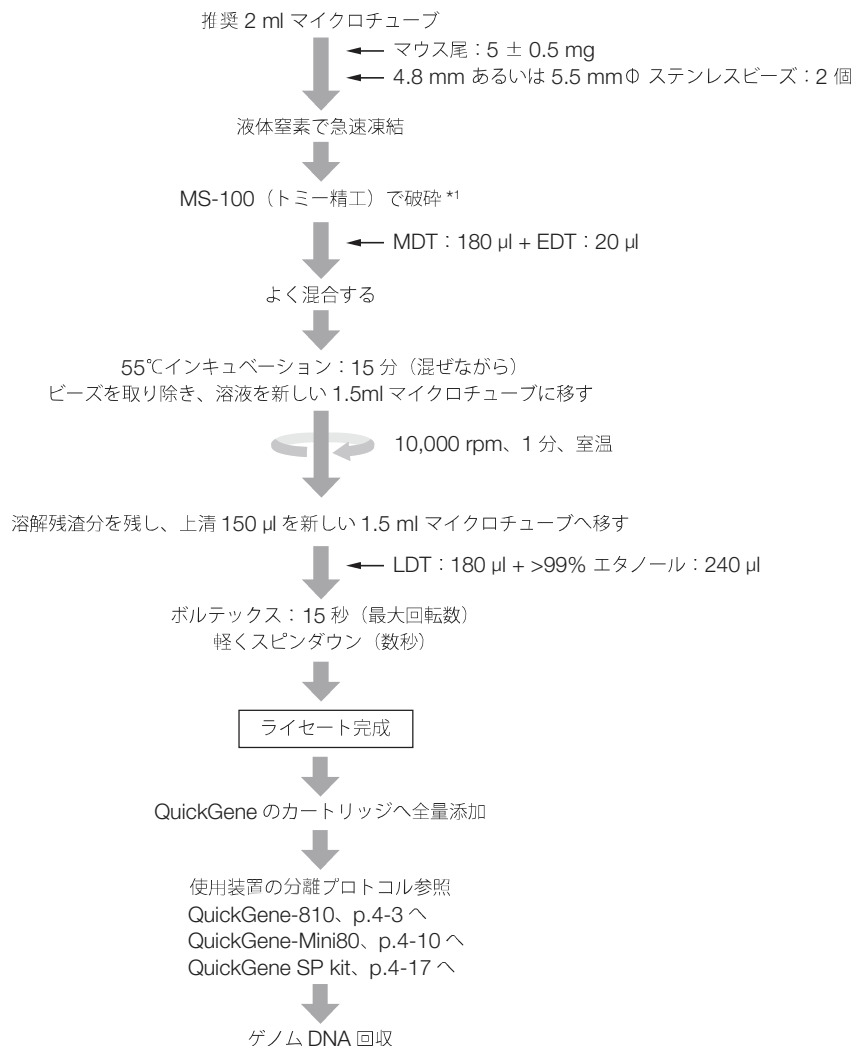 推奨 2 ml マイクロチューブ
マウス尾：5 ± 0.5 mg
4.8 mm あるいは 5.5 mmΦ ステンレスビーズ：2 個
液体窒素で急速凍結
MS-100（トミー精工）で破砕 *1
MDT：180 µl + EDT：20 µl
よく混合する
55℃インキュベーション：15 分（混ぜながら）
ビーズを取り除き、溶液を新しい 1.5ml マイクロチューブに移す
10,000 rpm、1 分、室温
溶解残渣分を残し、上清 150 µl を新しい 1.5 ml マイクロチューブへ移す
LDT：180 µl + >99% エタノール：240 µl
ボルテックス：15 秒（最大回転数）
軽くスピンダウン（数秒）
ライセート完成
QuickGene のカートリッジへ全量添加
使用装置の分離プロトコル参照
QuickGene-810、p.4-3 へ
QuickGene-Mini80、p.4-10 へ
QuickGene SP kit、p.4-17 へ
ゲノム DNA 回収